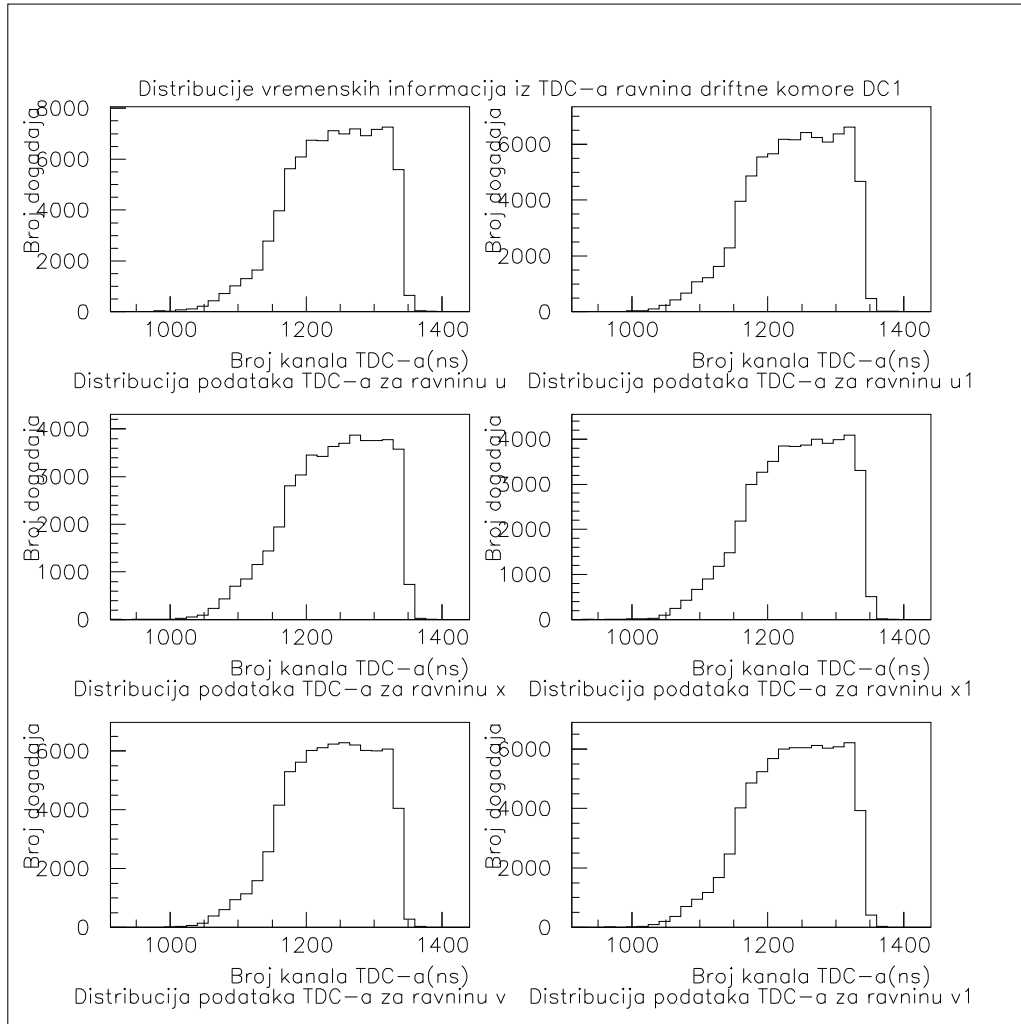 Distribucije vremenskih informacija iz TDC-a ravnina driftne komore DC1
Broj događaja
8000
6000
4000
2000
0
1000 1200 1400
Broj kanala TDC-a(ns)
Distribucija podataka TDC-a za ravninu u
Broj događaja
6000
4000
2000
0
1000 1200 1400
Broj kanala TDC-a(ns)
Distribucija podataka TDC-a za ravninu u1
Broj događaja
4000
3000
2000
1000
0
1000 1200 1400
Broj kanala TDC-a(ns)
Distribucija podataka TDC-a za ravninu x
Broj događaja
4000
3000
2000
1000
0
1000 1200 1400
Broj kanala TDC-a(ns)
Distribucija podataka TDC-a za ravninu x1
Broj događaja
6000
4000
2000
0
1000 1200 1400
Broj kanala TDC-a(ns)
Distribucija podataka TDC-a za ravninu v
Broj događaja
6000
4000
2000
0
1000 1200 1400
Broj kanala TDC-a(ns)
Distribucija podataka TDC-a za ravninu v1